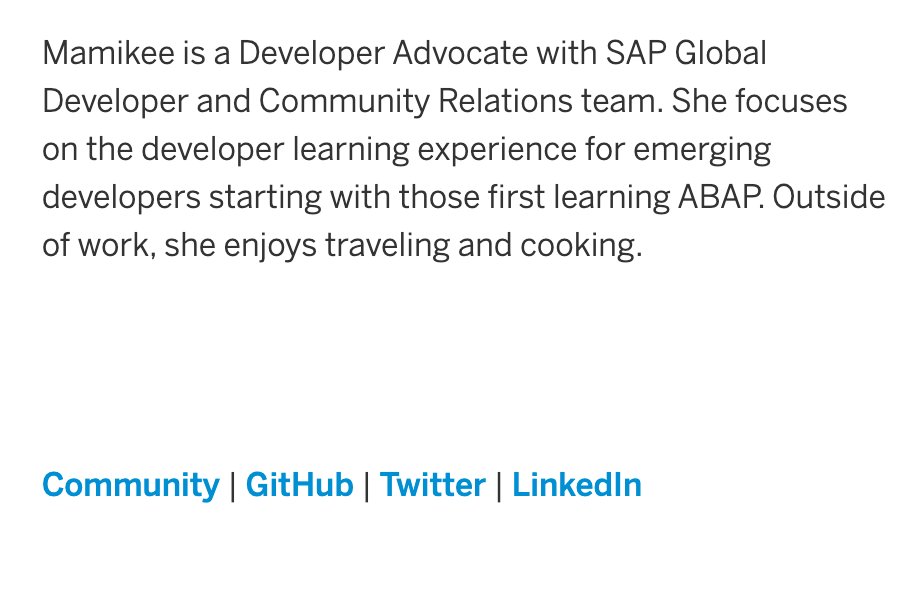 Mamikee is a Developer Advocate with SAP Global
Developer and Community Relations team. She focuses
on the developer learning experience for emerging
developers starting with those first learning ABAP. Outside
of work, she enjoys traveling and cooking.
Community | GitHub | Twitter | LinkedIn